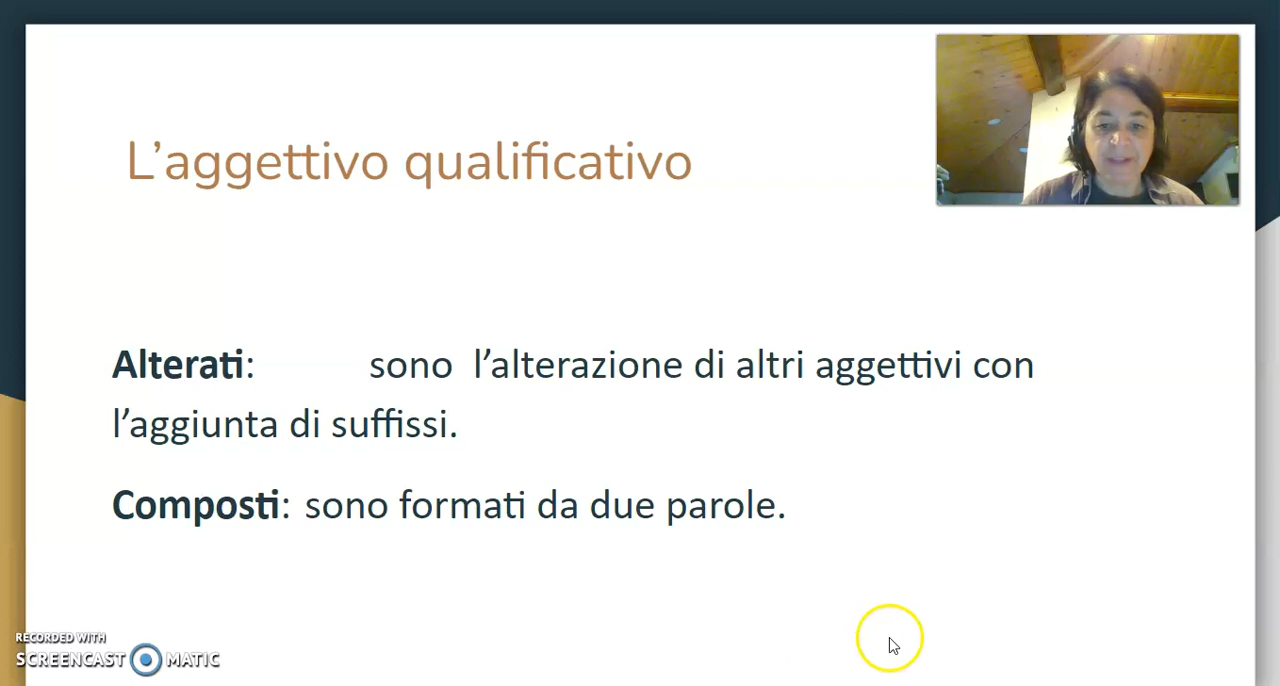 L’aggettivo qualificativo
Alterati: sono l’alterazione di altri aggettivi con
l’aggiunta di suffissi.
Composti: sono formati da due parole.
RECORDED WITH
SCREENCAST MATIC